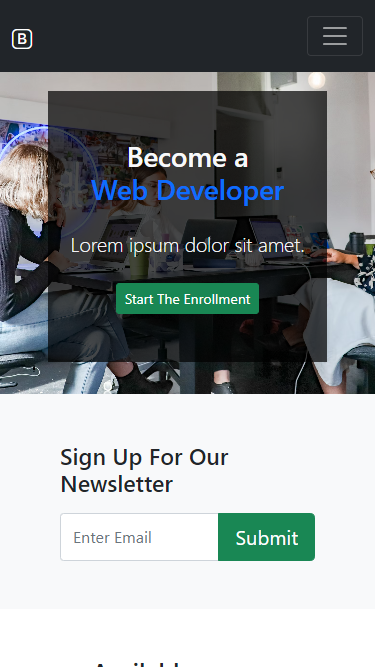 B
Become a
Web Developer
Lorem ipsum dolor sit amet.
Start The Enrollment
Sign Up For Our
Newsletter
Enter Email
Submit